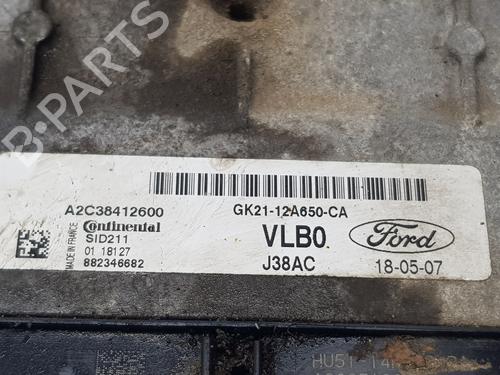 B-PARTS
A2C38412600
GK21-12A650-CA
Continental
SID211
01 18127
882346682
MADE IN FRANCE
VLB0
J38AC
Ford
18-05-07